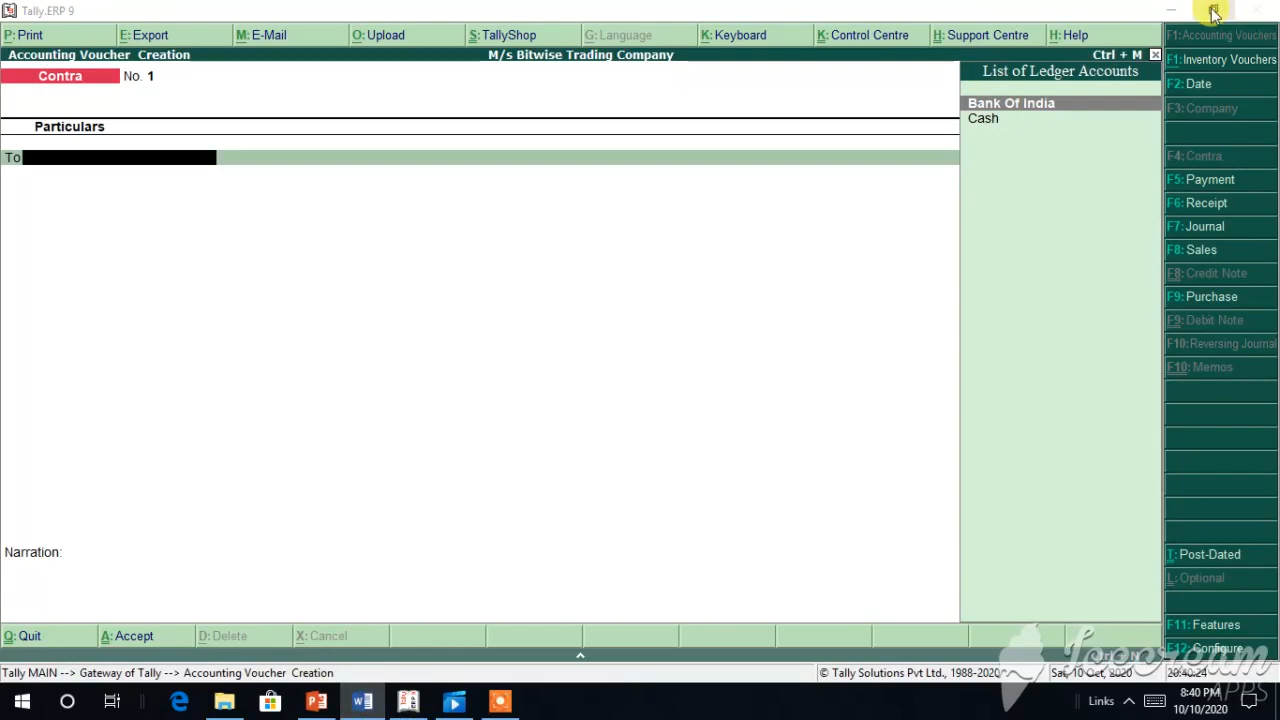 Tally.ERP 9
P: Print
E: Export
M: E-Mail
O: Upload
S: TallyShop
G: Language
K: Keyboard
K: Control Centre
H: Support Centre
H: Help
Accounting Voucher Creation
M/s Bitwise Trading Company
Ctrl + M
Contra
No. 1
Particulars
To
Narration:
List of Ledger Accounts
Bank Of India
Cash
F1: Accounting Vouchers
F1: Inventory Vouchers
F2: Date
F3: Company
F4: Contra
F5: Payment
F6: Receipt
F7: Journal
F8: Sales
F8: Credit Note
F9: Purchase
F9: Debit Note
F10: Reversing Journal
F10: Memos
T: Post-Dated
L: Optional
F11: Features
F12: Configure
Q: Quit
A: Accept
D: Delete
X: Cancel
Ctrl + N
Tally MAIN --> Gateway of Tally --> Accounting Voucher Creation
© Tally Solutions Pvt Ltd., 1988-2020
Sat, 10 Oct, 2020
20:40:24
Icecream
APPS
Links
8:40 PM
10/10/2020